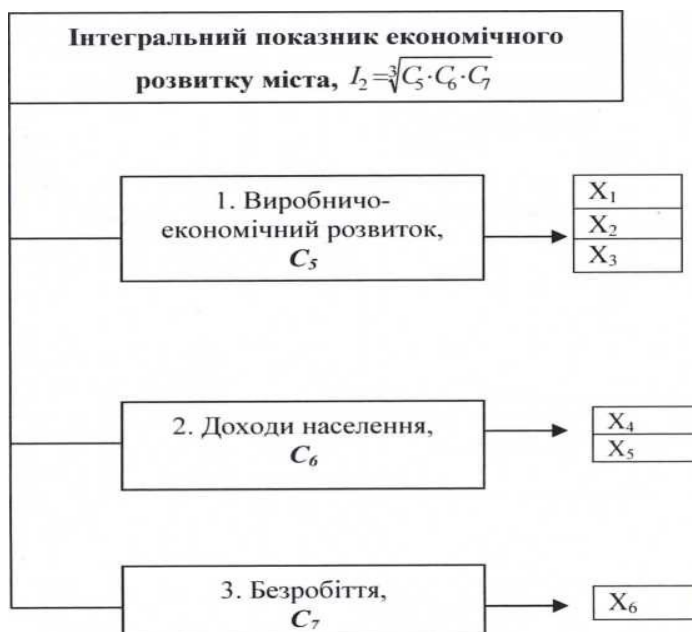 Інтегральний показник економічного
розвитку міста, I₂=∛C₅·C₆·C₇
1. Виробничо-
економічний розвиток,
C₅
X₁
X₂
X₃
2. Доходи населення,
C₆
X₄
X₅
3. Безробіття,
C₇
X₆